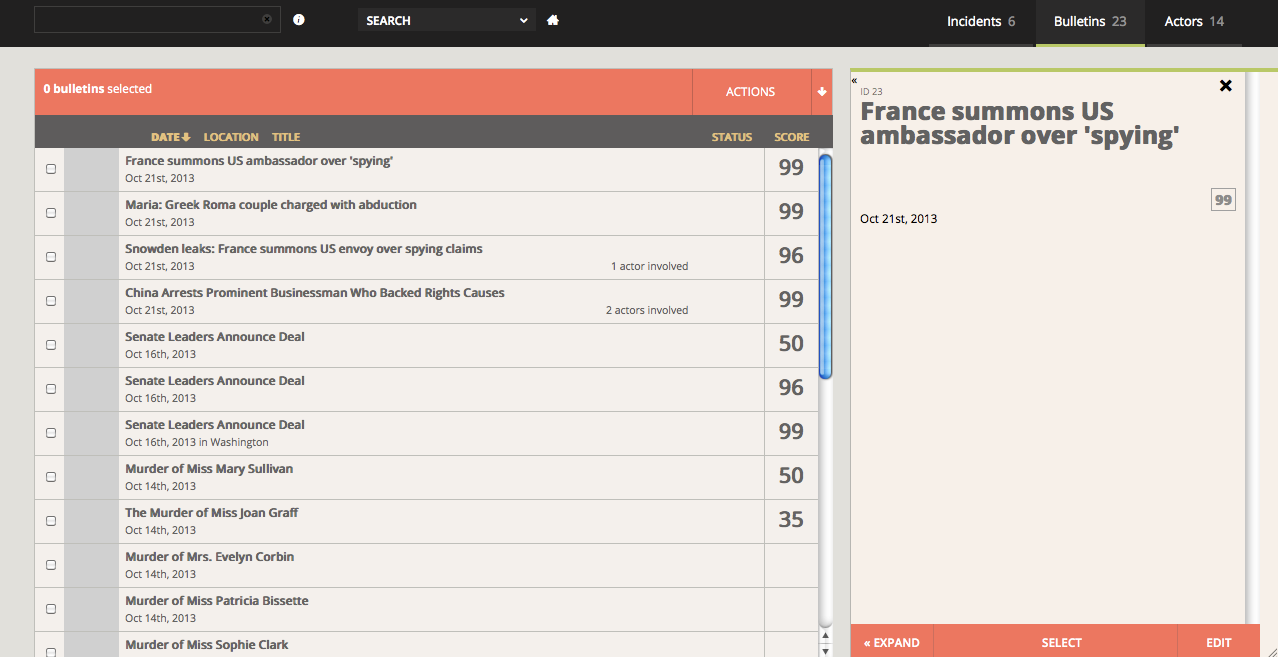 SEARCH
Incidents 6
Bulletins 23
Actors 14
0 bulletins selected
ACTIONS
DATE LOCATION TITLE STATUS SCORE
France summons US ambassador over 'spying'
Oct 21st, 2013
99
Maria: Greek Roma couple charged with abduction
Oct 21st, 2013
99
Snowden leaks: France summons US envoy over spying claims
Oct 21st, 2013
1 actor involved
96
China Arrests Prominent Businessman Who Backed Rights Causes
Oct 21st, 2013
2 actors involved
99
Senate Leaders Announce Deal
Oct 16th, 2013
50
Senate Leaders Announce Deal
Oct 16th, 2013
96
Senate Leaders Announce Deal
Oct 16th, 2013 in Washington
99
Murder of Miss Mary Sullivan
Oct 14th, 2013
50
The Murder of Miss Joan Graff
Oct 14th, 2013
35
Murder of Mrs. Evelyn Corbin
Oct 14th, 2013
Murder of Miss Patricia Bissette
Oct 14th, 2013
Murder of Miss Sophie Clark
«
ID 23
France summons US
ambassador over 'spying'
99
Oct 21st, 2013
« EXPAND
SELECT
EDIT